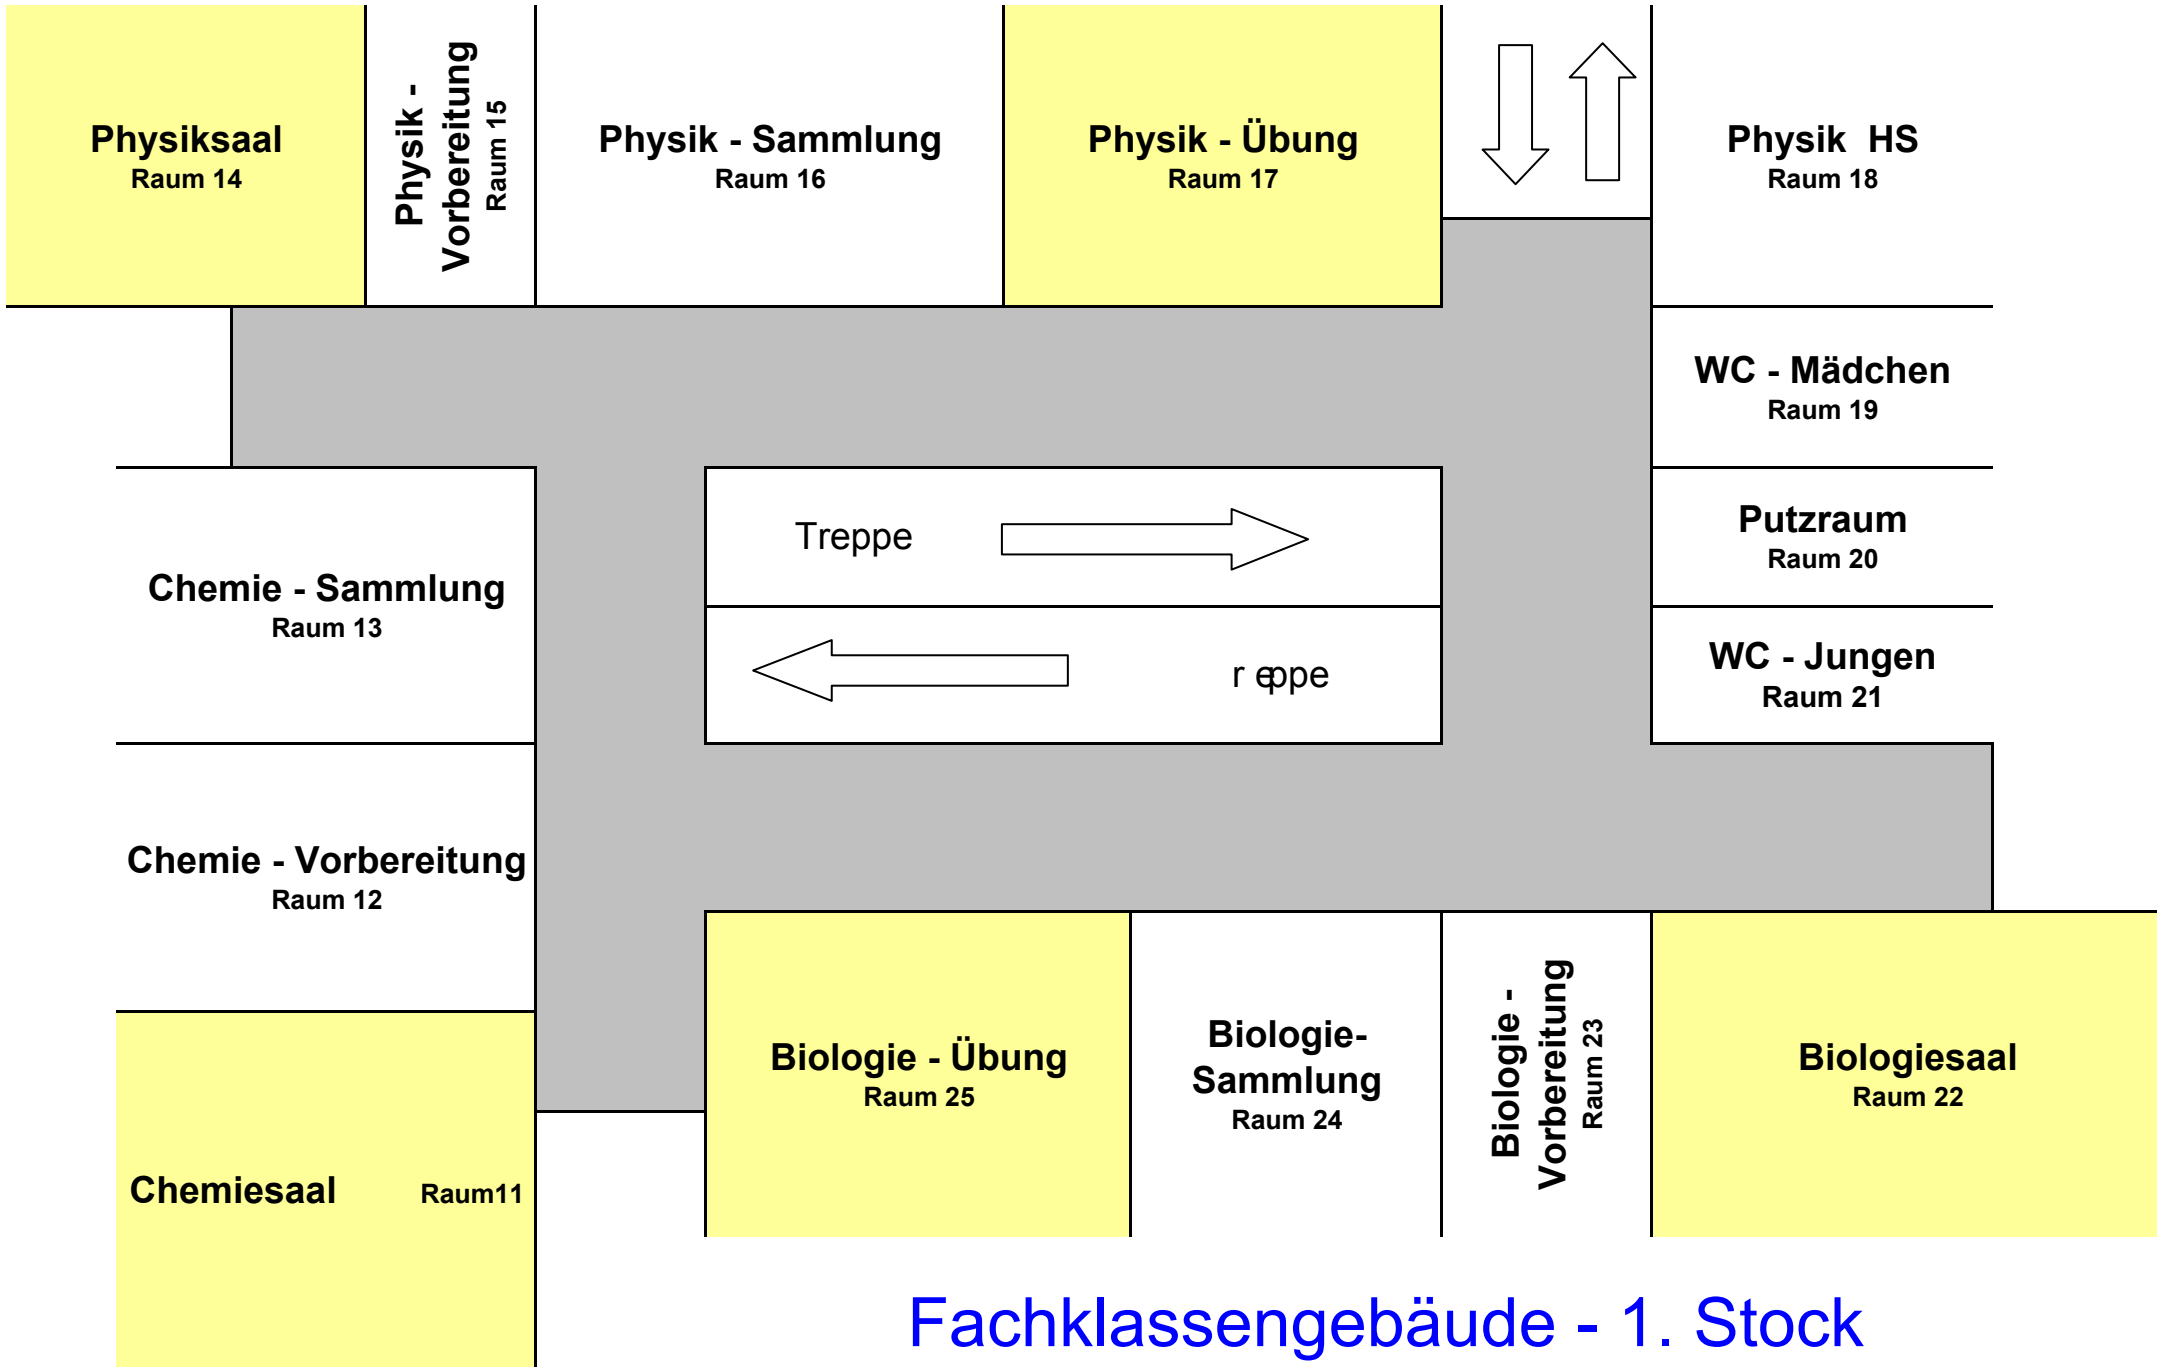 Physiksaal
Raum 14
Physik -
Vorbereitung
Raum 15
Physik - Sammlung
Raum 16
Physik - Übung
Raum 17
Physik HS
Raum 18
WC - Mädchen
Raum 19
Treppe
Putzraum
Raum 20
Chemie - Sammlung
Raum 13
r eppe
WC - Jungen
Raum 21
Chemie - Vorbereitung
Raum 12
Chemiesaal Raum11
Biologie - Übung
Raum 25
Biologie-
Sammlung
Raum 24
Biologie -
Vorbereitung
Raum 23
Biologiesaal
Raum 22
Fachklassengebäude - 1. Stock